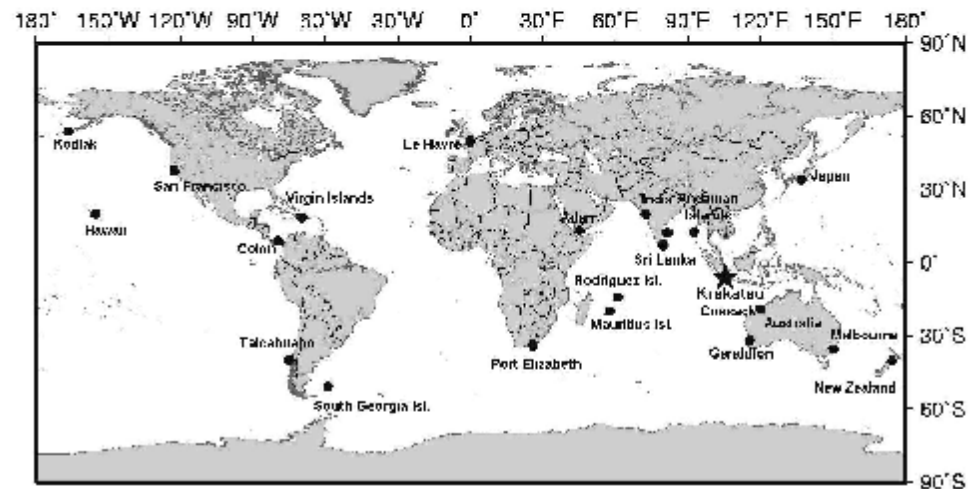 180° 150°W 120°W 90°W 60°W 30°W 0° 30°E 60°E 90°E 120°E 150°E 180°
90°N
60°N
Kodiak
Le Havre
San Francisco
Japan
30°N
Virgin Islands
India Andaman
Islands
Hawaii
Aden
Colon
Sri Lanka
0°
Rodriguez Isl.
Krakatau
Mauritius Isl.
Australia
Melbourne
30°S
Talcahuano
Geraldton
Port Elizabeth
New Zealand
South Georgia Isl.
60°S
90°S